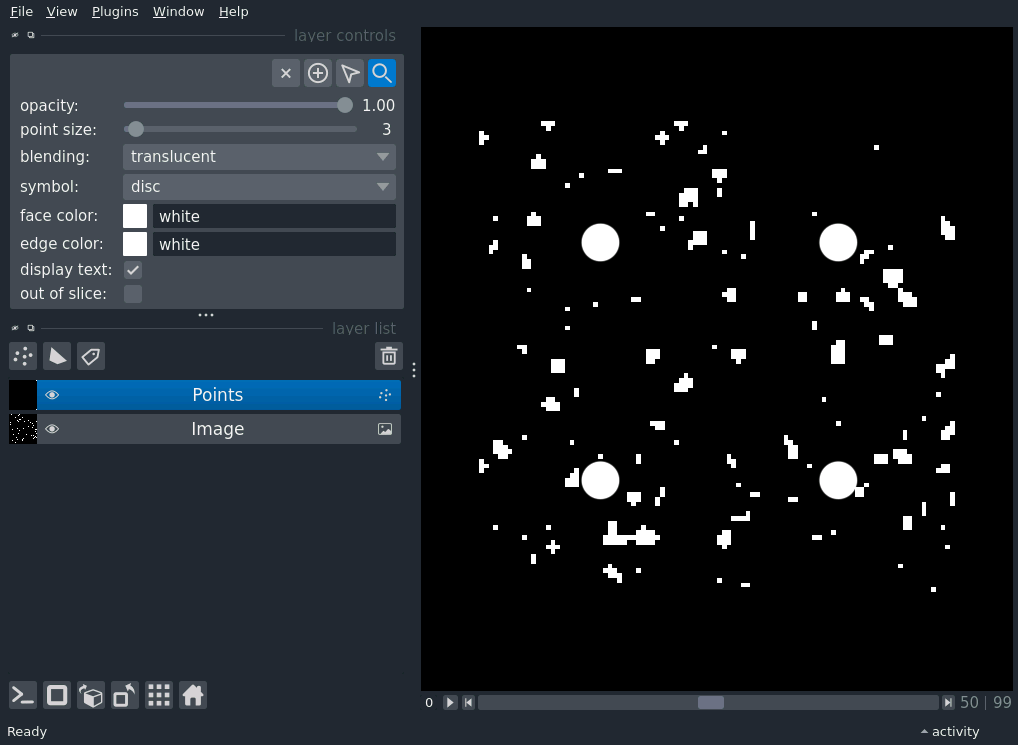 File View Plugins Window Help
layer controls
opacity: 1.00
point size: 3
blending: translucent
symbol: disc
face color: white
edge color: white
display text:
out of slice:
layer list
Points
Image
0 50 | 99
Ready activity